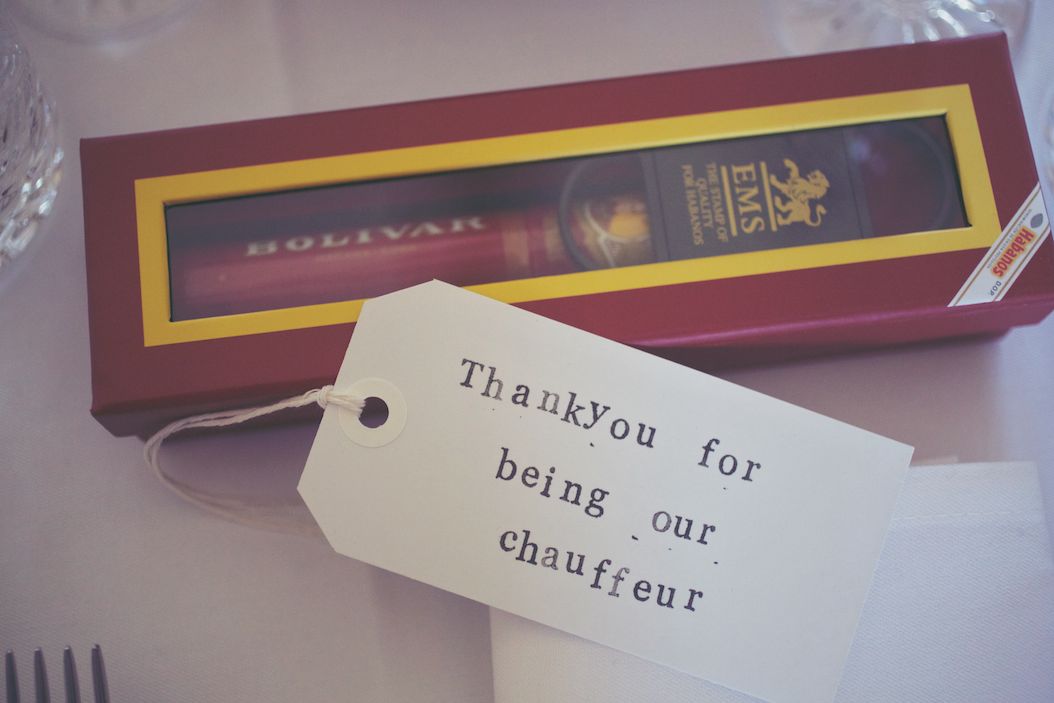 BOLIVAR
EMS
THE STAMP OF
QUALITY
FOR HABANOS
Habanos
D.O.P.
Thankyou for
being our
chauffeur